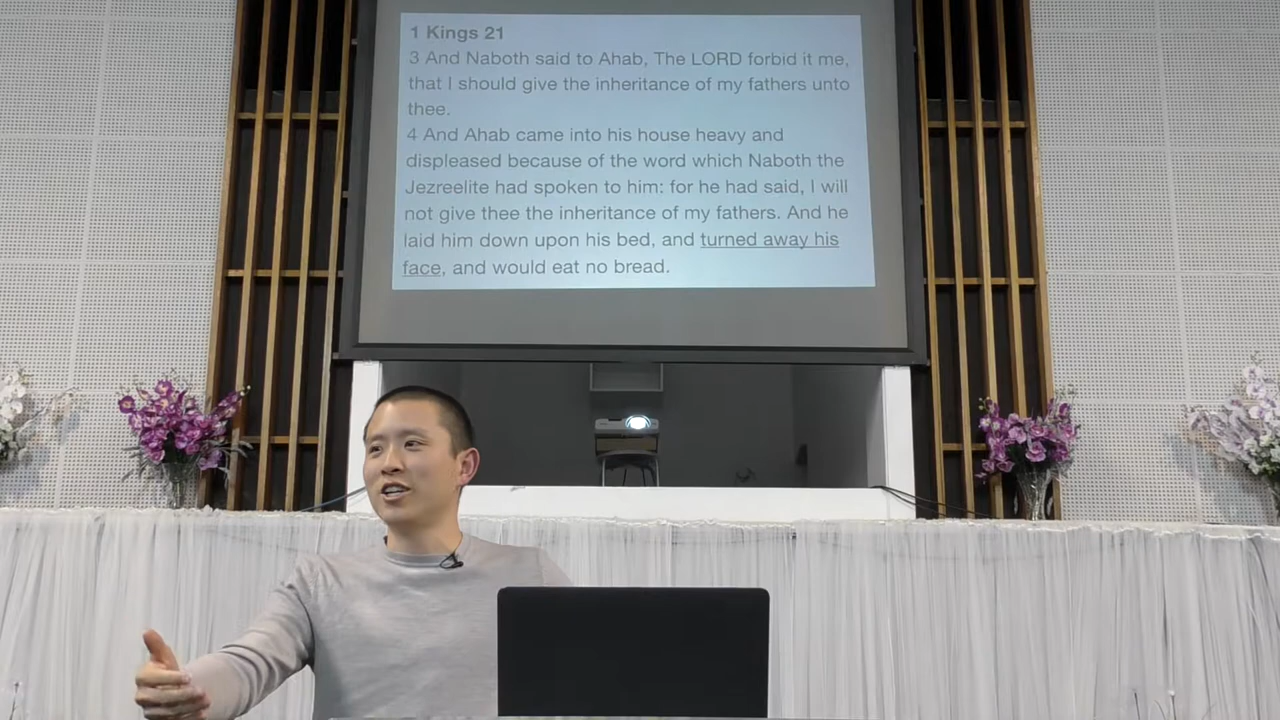 1 Kings 21
3 And Naboth said to Ahab, The LORD forbid it me,
that I should give the inheritance of my fathers unto
thee.
4 And Ahab came into his house heavy and
displeased because of the word which Naboth the
Jezreelite had spoken to him: for he had said, I will
not give thee the inheritance of my fathers. And he
laid him down upon his bed, and turned away his
face, and would eat no bread.